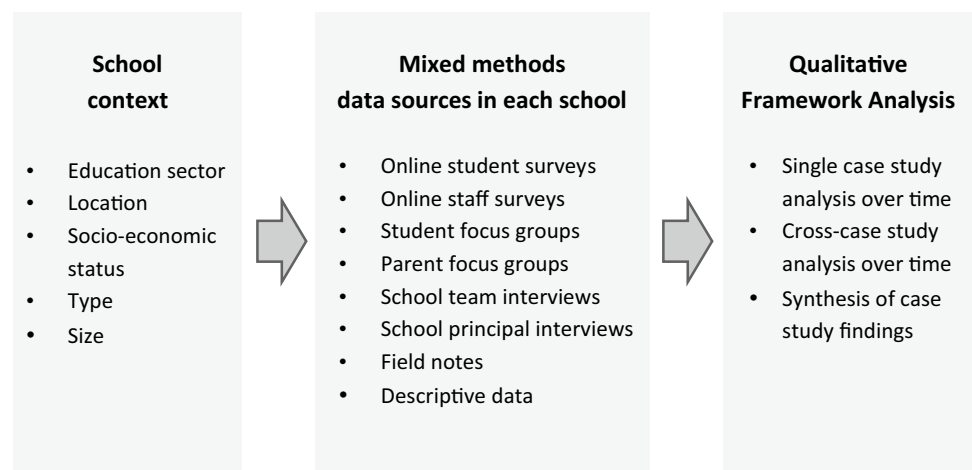 School
context
• Education sector
• Location
• Socio-economic
status
• Type
• Size
Mixed methods
data sources in each school
• Online student surveys
• Online staff surveys
• Student focus groups
• Parent focus groups
• School team interviews
• School principal interviews
• Field notes
• Descriptive data
Qualitative
Framework Analysis
• Single case study
analysis over time
• Cross-case study
analysis over time
• Synthesis of case
study findings